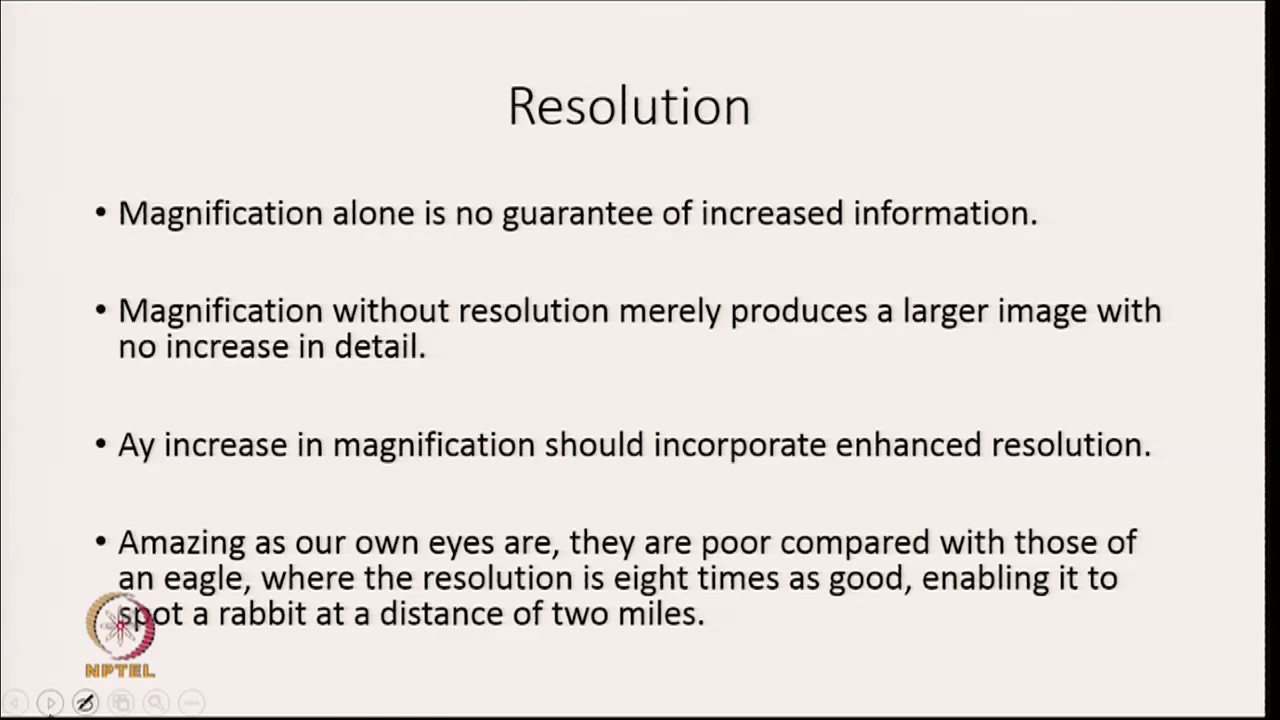 Resolution
• Magnification alone is no guarantee of increased information.
• Magnification without resolution merely produces a larger image with
no increase in detail.
• Ay increase in magnification should incorporate enhanced resolution.
• Amazing as our own eyes are, they are poor compared with those of
an eagle, where the resolution is eight times as good, enabling it to
spot a rabbit at a distance of two miles.
NPTEL